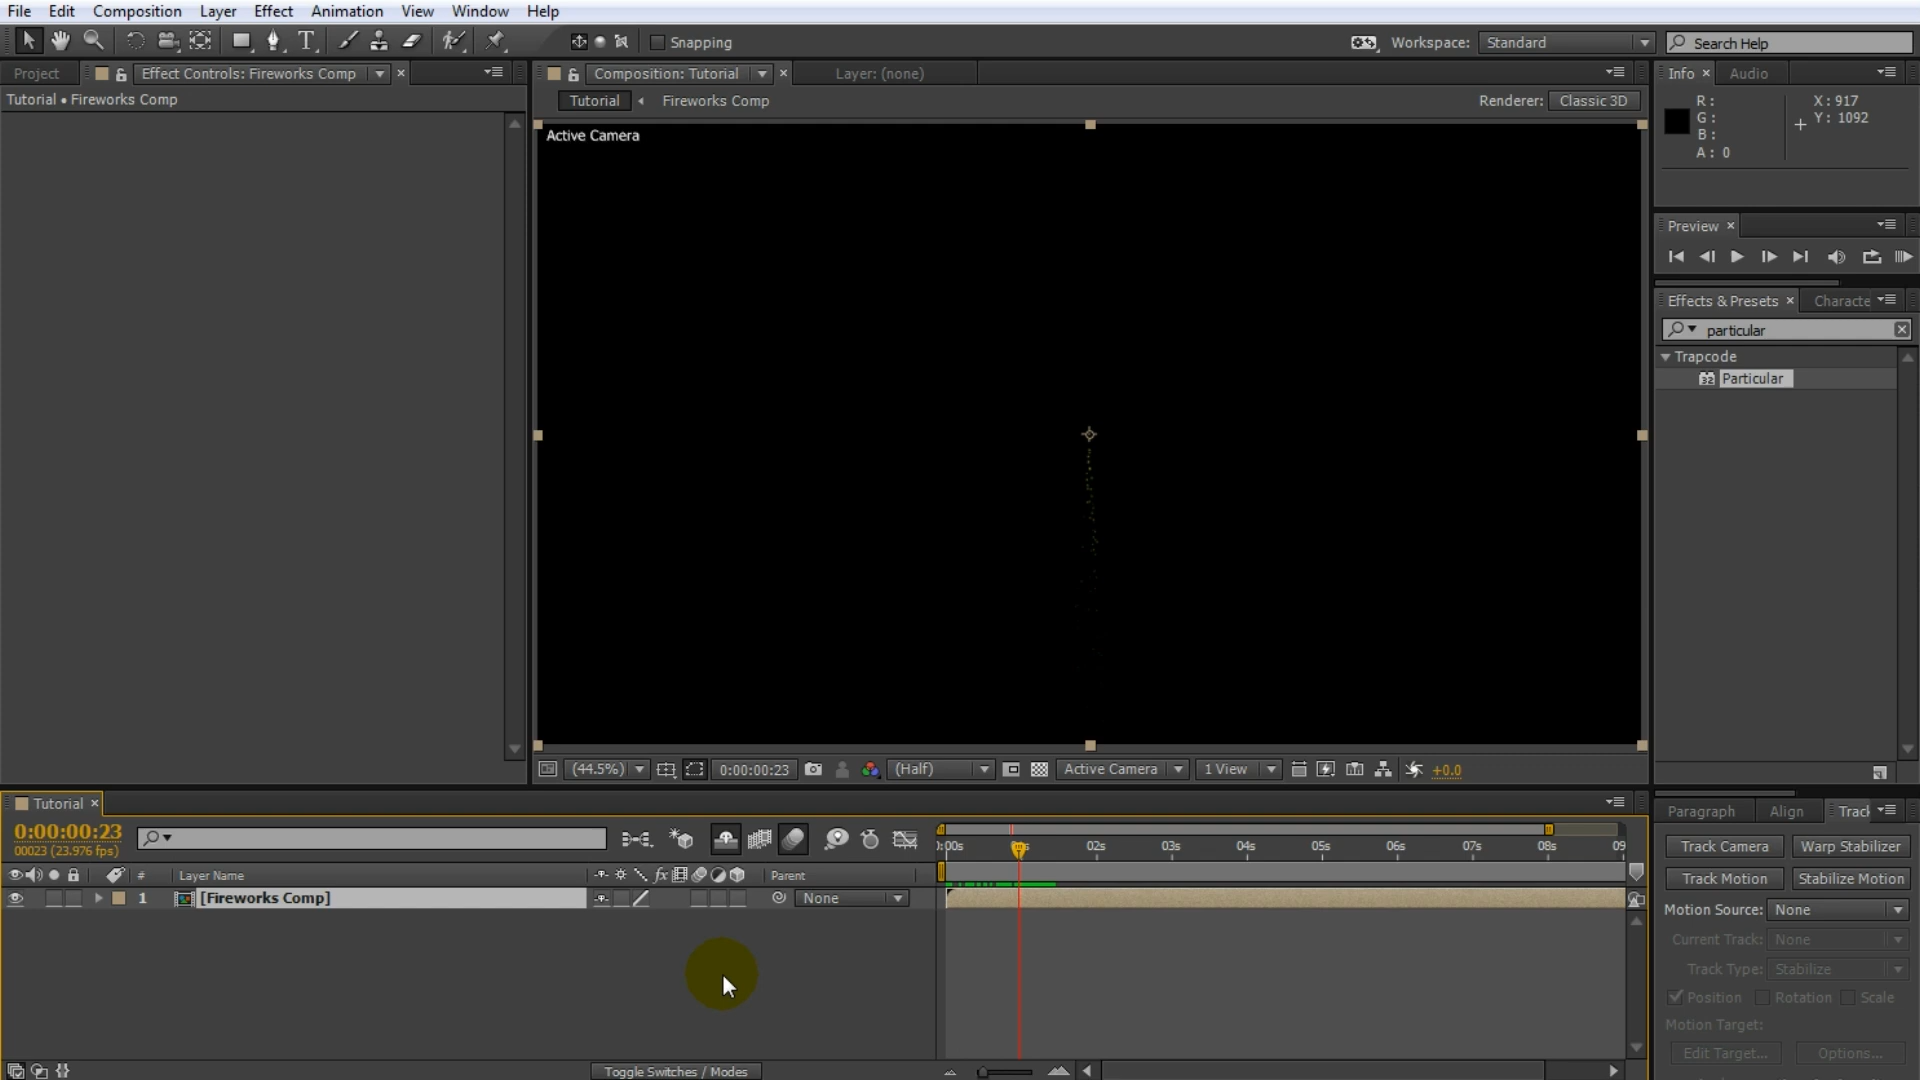 File Edit Composition Layer Effect Animation View Window Help
Snapping
Workspace: Standard
Search Help
Project
Effect Controls: Fireworks Comp
Composition: Tutorial
Layer: (none)
Info
Audio
Tutorial • Fireworks Comp
Tutorial
Fireworks Comp
Renderer: Classic 3D
R:
G:
B:
A: 0
X: 917
Y: 1092
Active Camera
Preview
Effects & Presets
Characte
particular
Trapcode
32 Particular
(44.5%)
0:00:00:23
(Half)
Active Camera
1 View
+0.0
Tutorial
0:00:00:23
00023 (23.976 fps)
02s 03s 04s 05s 06s 07s 08s 09
# Layer Name
fx
Parent
1 [Fireworks Comp]
None
Toggle Switches / Modes
Paragraph
Align
Track
Track Camera
Warp Stabilizer
Track Motion
Stabilize Motion
Motion Source: None
Current Track: None
Track Type: Stabilize
Position Rotation Scale
Motion Target:
Edit Target...
Options...